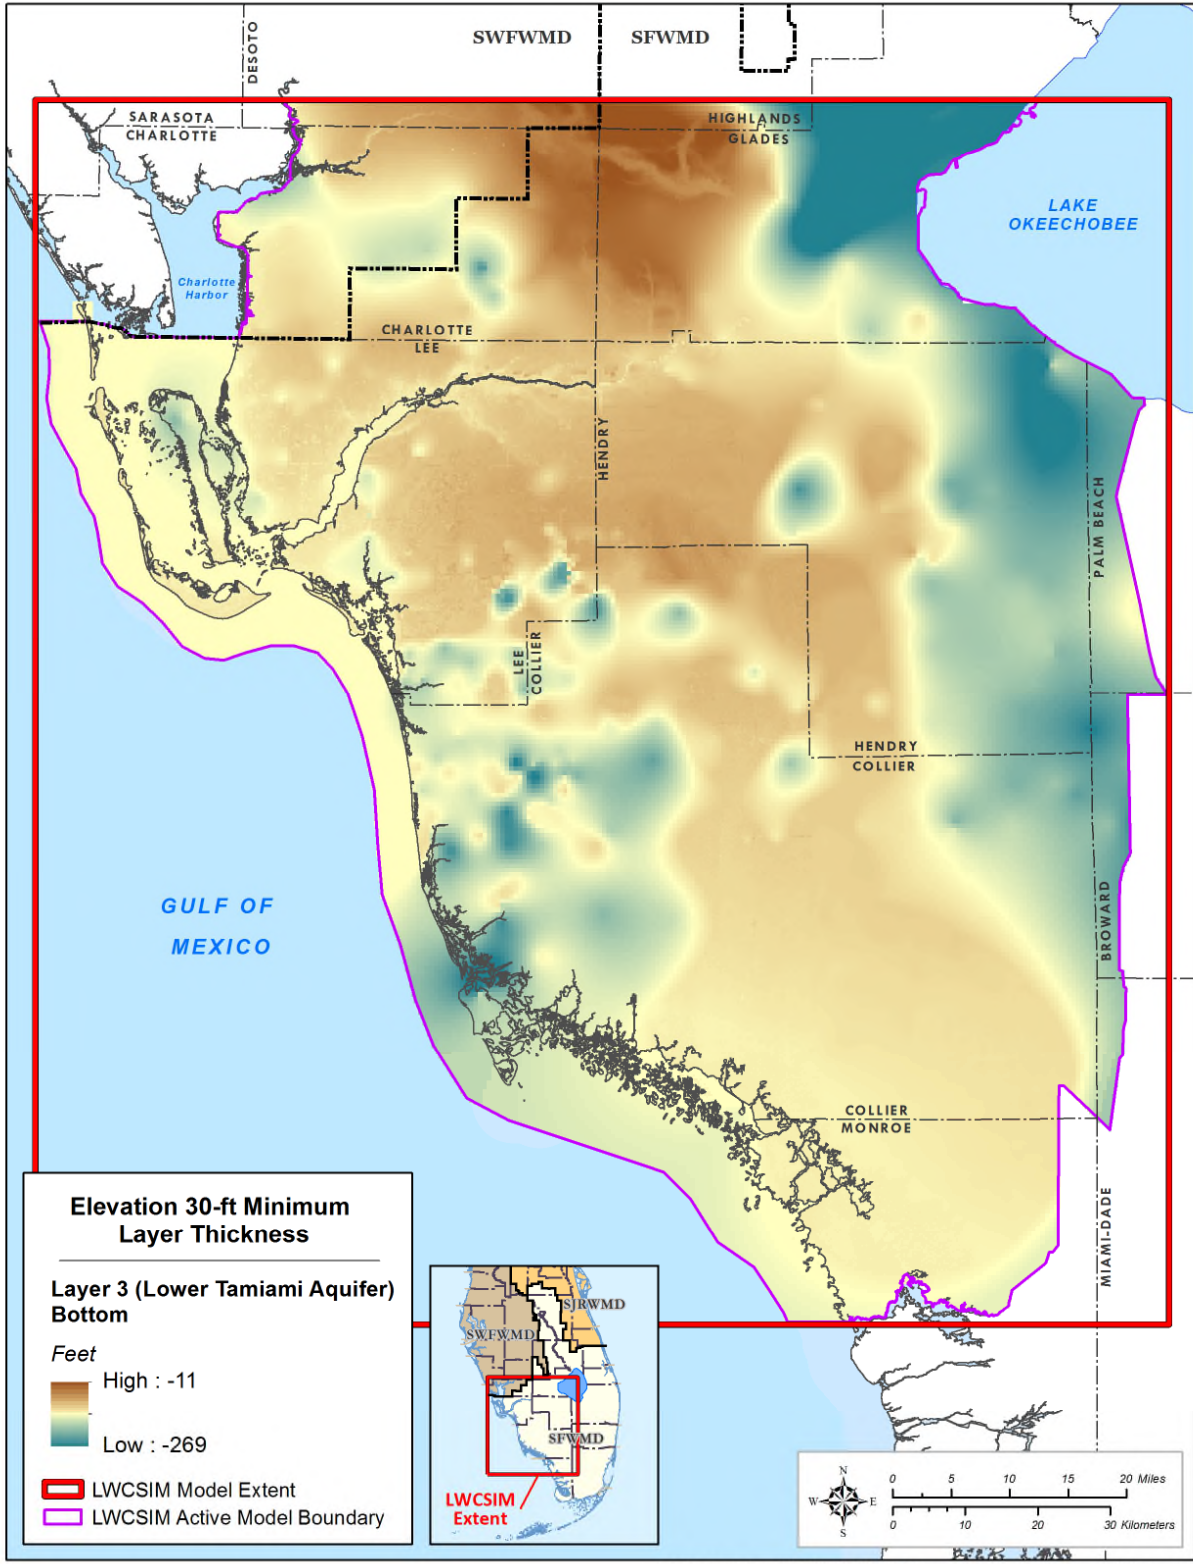 SWFWMD
SFWMD
DESOTO
SARASOTA
CHARLOTTE
HIGHLANDS
GLADES
LAKE
OKEECHOBEE
Charlotte
Harbor
CHARLOTTE
LEE
HENDRY
PALM BEACH
LEE
COLLIER
HENDRY
COLLIER
GULF OF
MEXICO
BROWARD
COLLIER
MONROE
MIAMI-DADE
Elevation 30-ft Minimum
Layer Thickness
Layer 3 (Lower Tamiami Aquifer)
Bottom
Feet
High : -11
Low : -269
LWCSIM Model Extent
LWCSIM Active Model Boundary
SJRWMD
SWFWMD
SFWMD
LWCSIM
Extent
N
W E
S
0 5 10 15 20 Miles
0 10 20 30 Kilometers